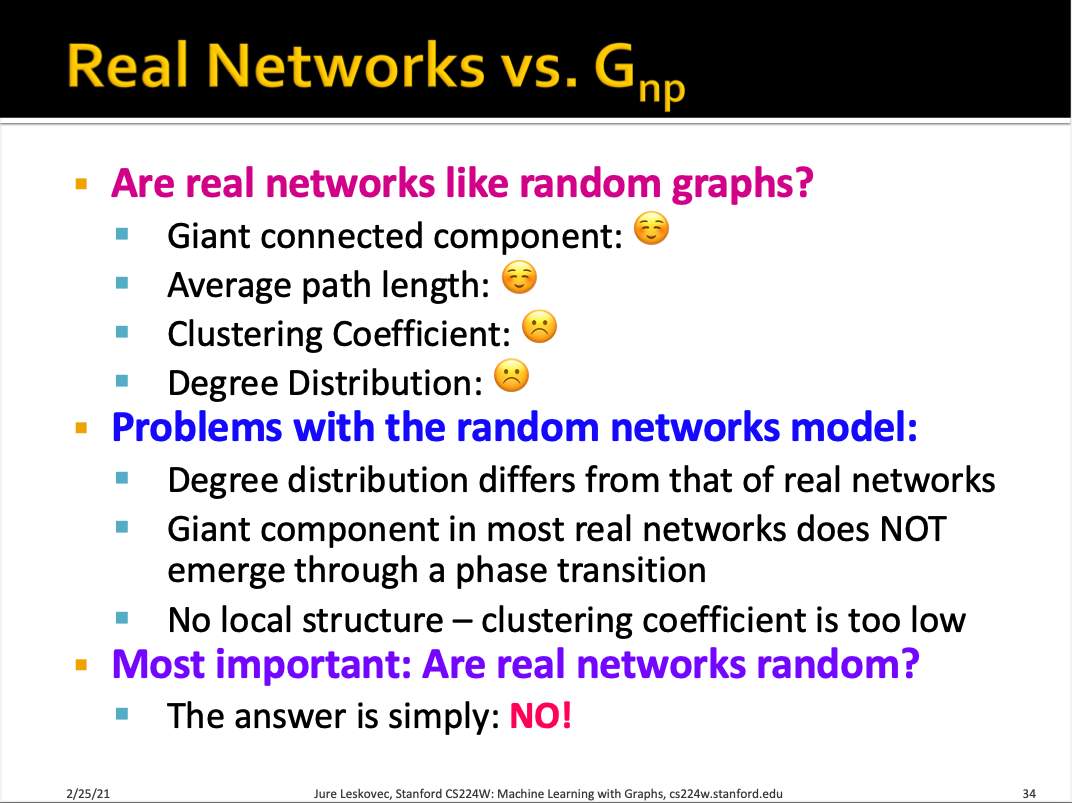 Real Networks vs. Gnp
Are real networks like random graphs?
Giant connected component: ☺️
Average path length: ☺️
Clustering Coefficient: ☹️
Degree Distribution: ☹️
Problems with the random networks model:
Degree distribution differs from that of real networks
Giant component in most real networks does NOT
emerge through a phase transition
No local structure – clustering coefficient is too low
Most important: Are real networks random?
The answer is simply: NO!
2/25/21
Jure Leskovec, Stanford CS224W: Machine Learning with Graphs, cs224w.stanford.edu
34